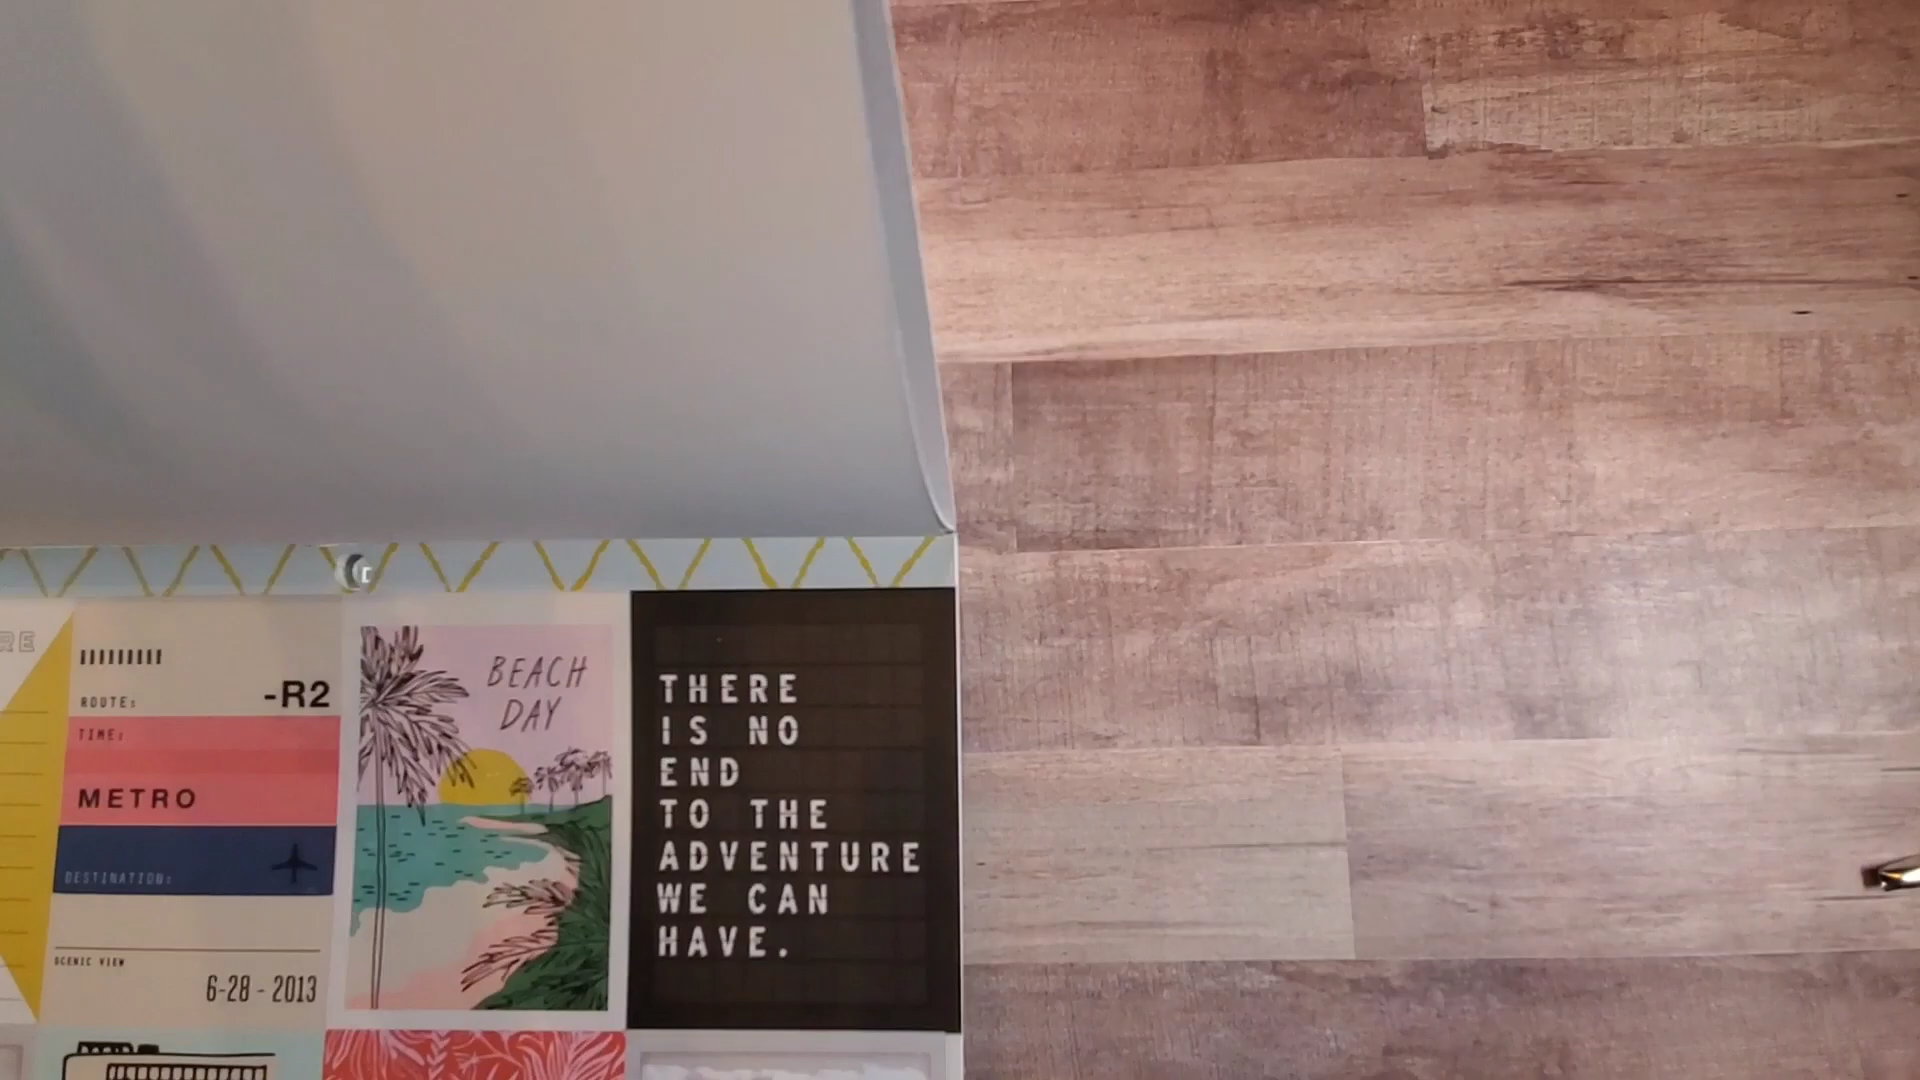 RE
ROUTE:
-R2
TIME:
METRO
DESTINATION:
SCENIC VIEW
6-28 - 2013
BEACH
DAY
THERE
IS NO
END
TO THE
ADVENTURE
WE CAN
HAVE.